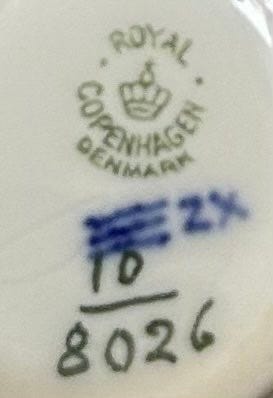 ROYAL
COPENHAGEN
DENMARK
2X
10
8026